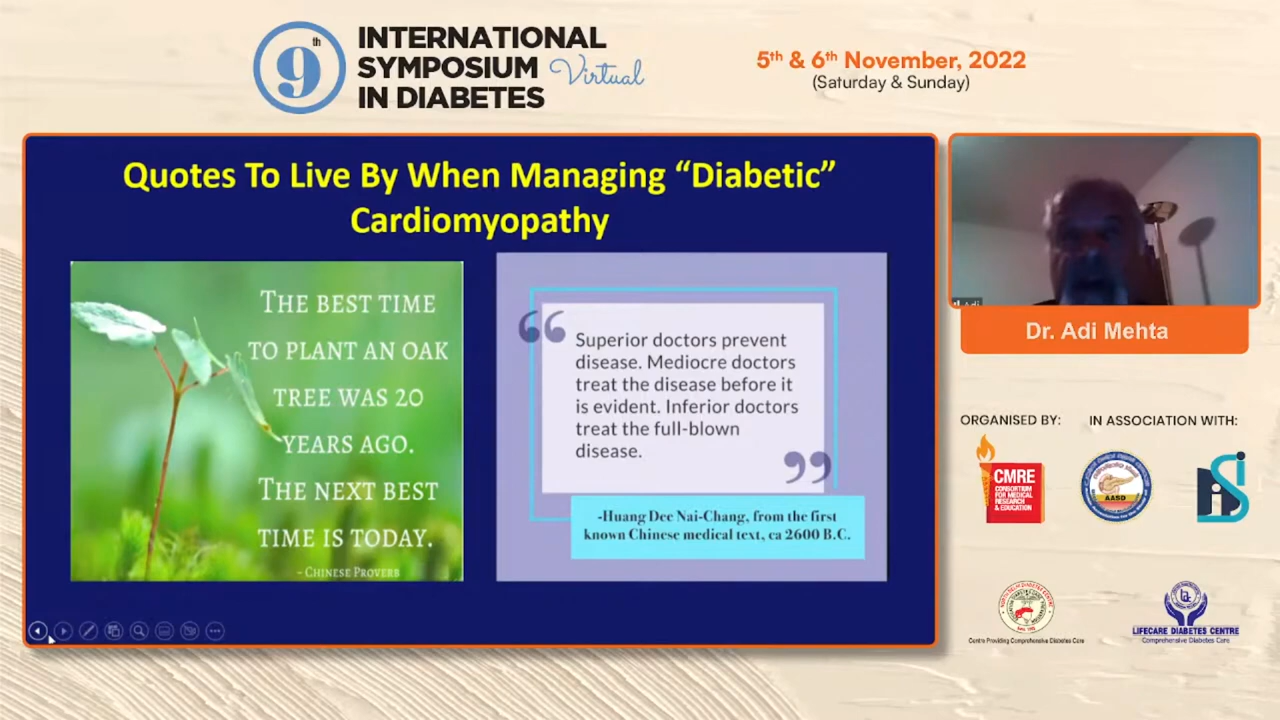 9th
INTERNATIONAL
SYMPOSIUM Virtual
IN DIABETES
5th & 6th November, 2022
(Saturday & Sunday)
Quotes To Live By When Managing “Diabetic”
Cardiomyopathy
THE BEST TIME
TO PLANT AN OAK
TREE WAS 20
YEARS AGO.
THE NEXT BEST
TIME IS TODAY.
~ CHINESE PROVERB
“
Superior doctors prevent
disease. Mediocre doctors
treat the disease before it
is evident. Inferior doctors
treat the full-blown
disease.
”
-Huang Dee Nai-Chang, from the first
known Chinese medical text, ca 2600 B.C.
Adi
Dr. Adi Mehta
ORGANISED BY:
IN ASSOCIATION WITH:
CMRE
CONSORTIUM
FOR MEDICAL
RESEARCH
& EDUCATION
AASD
Centre Providing Comprehensive Diabetes Care
LIFECARE DIABETES CENTRE
Comprehensive Diabetes Care